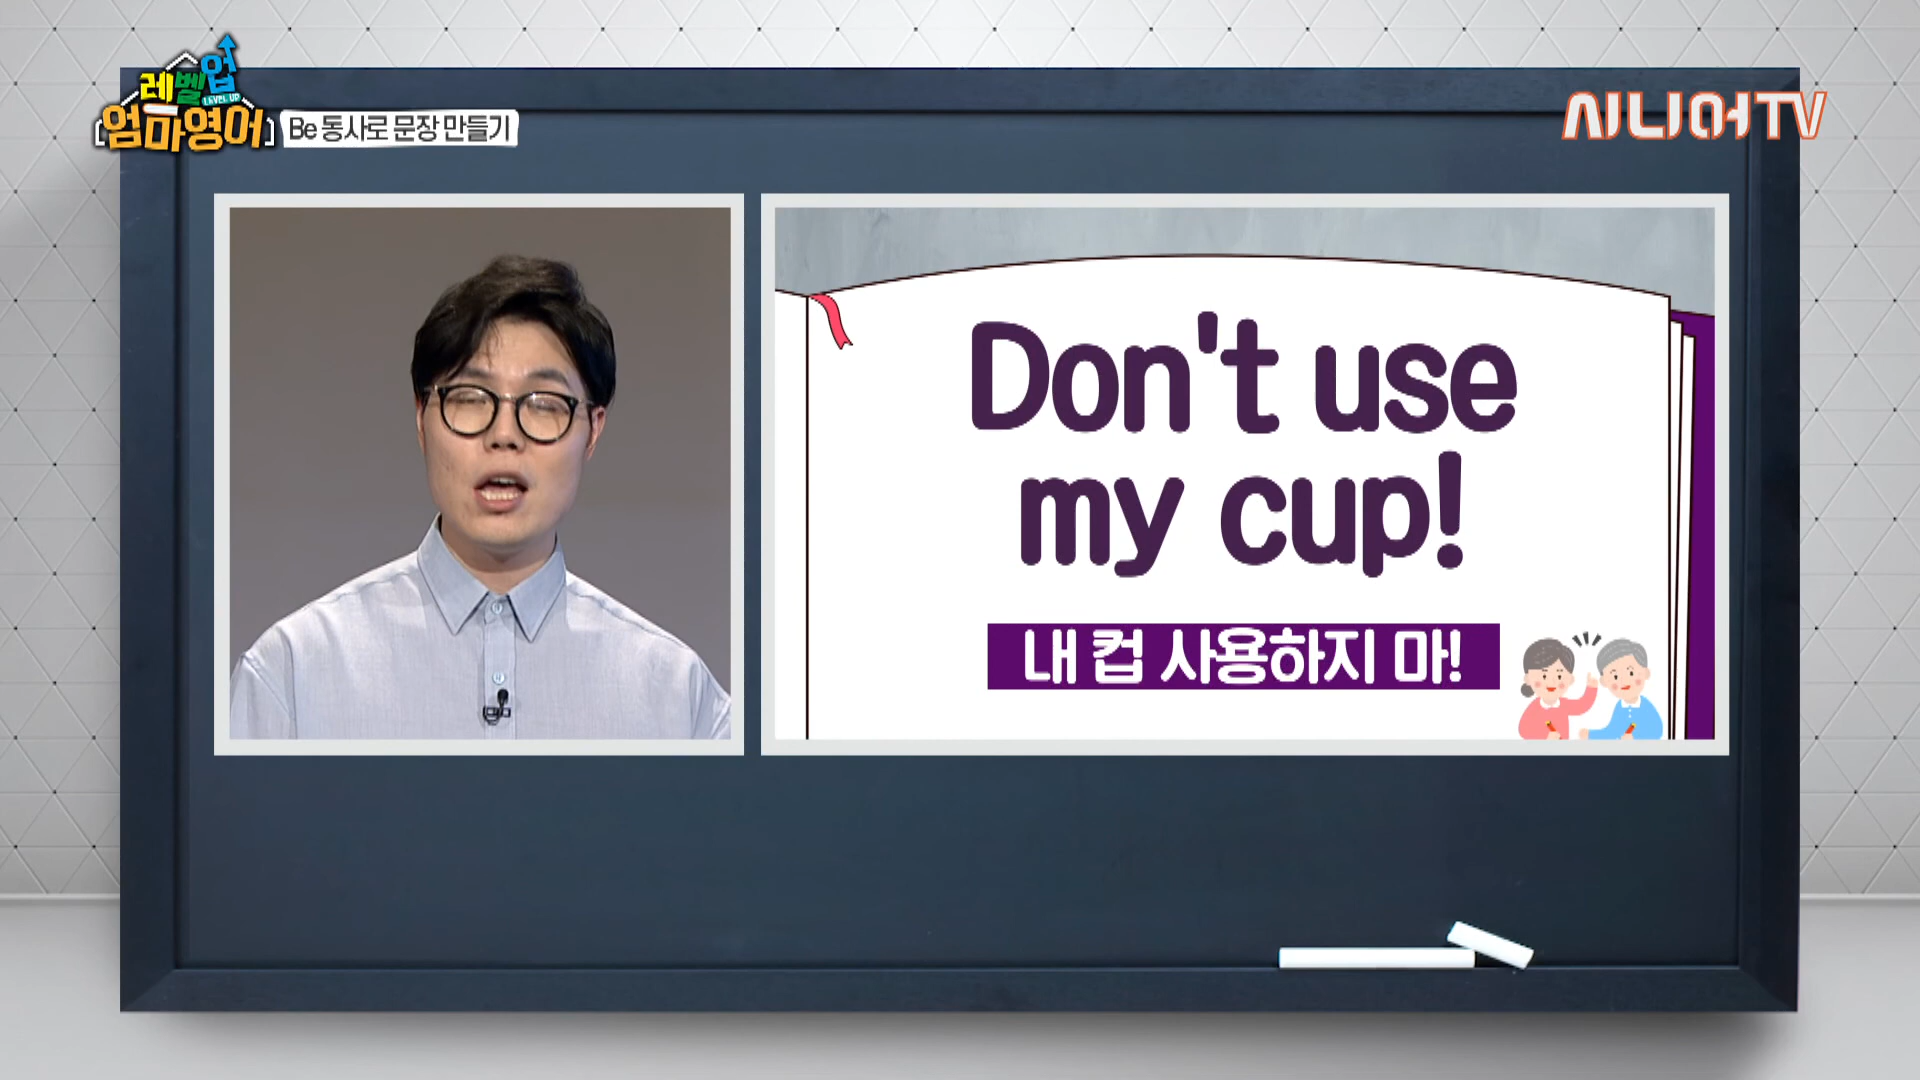 레벨업
LEVEL UP
엄마영어
Be 동사로 문장 만들기
시니어TV
Don't use
my cup!
내 컵 사용하지 마!